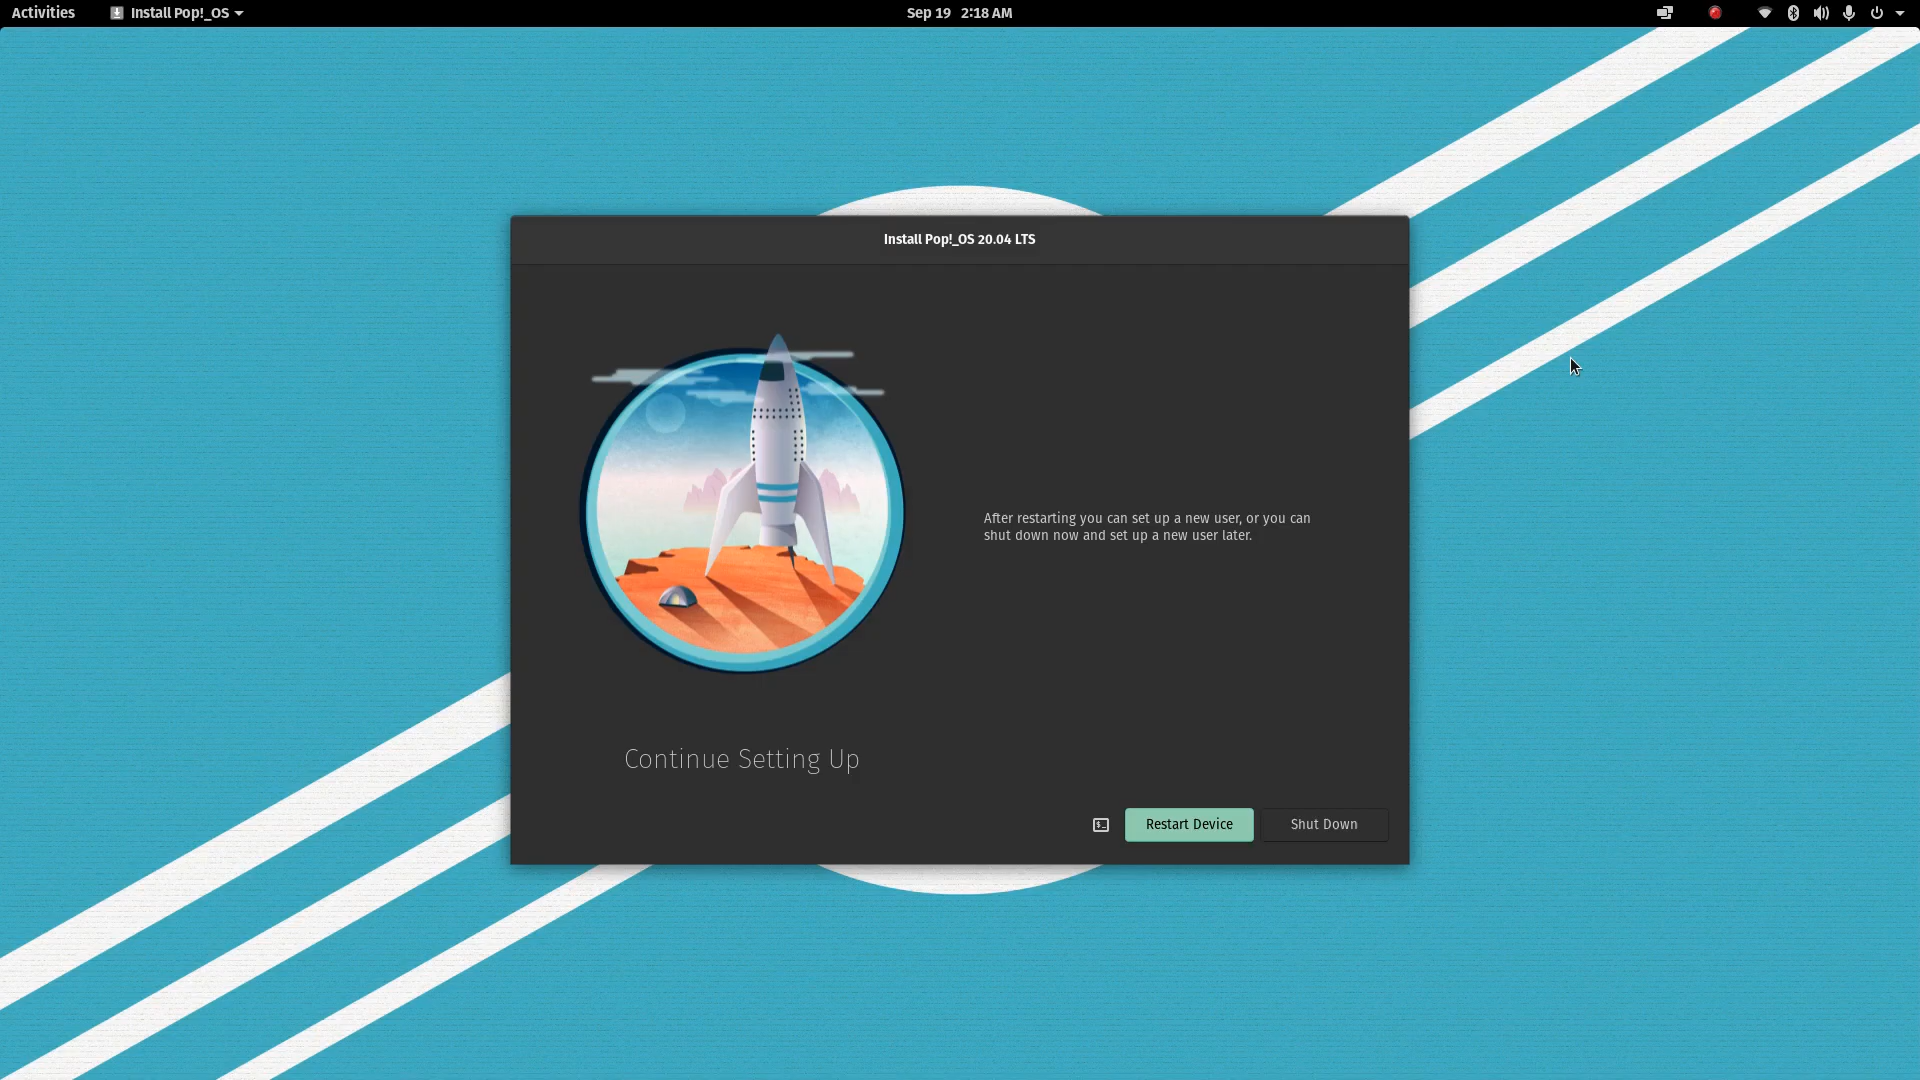 Activities Install Pop!_OS Sep 19 2:18 AM
Install Pop!_OS 20.04 LTS
After restarting you can set up a new user, or you can
shut down now and set up a new user later.
Continue Setting Up
Restart Device Shut Down